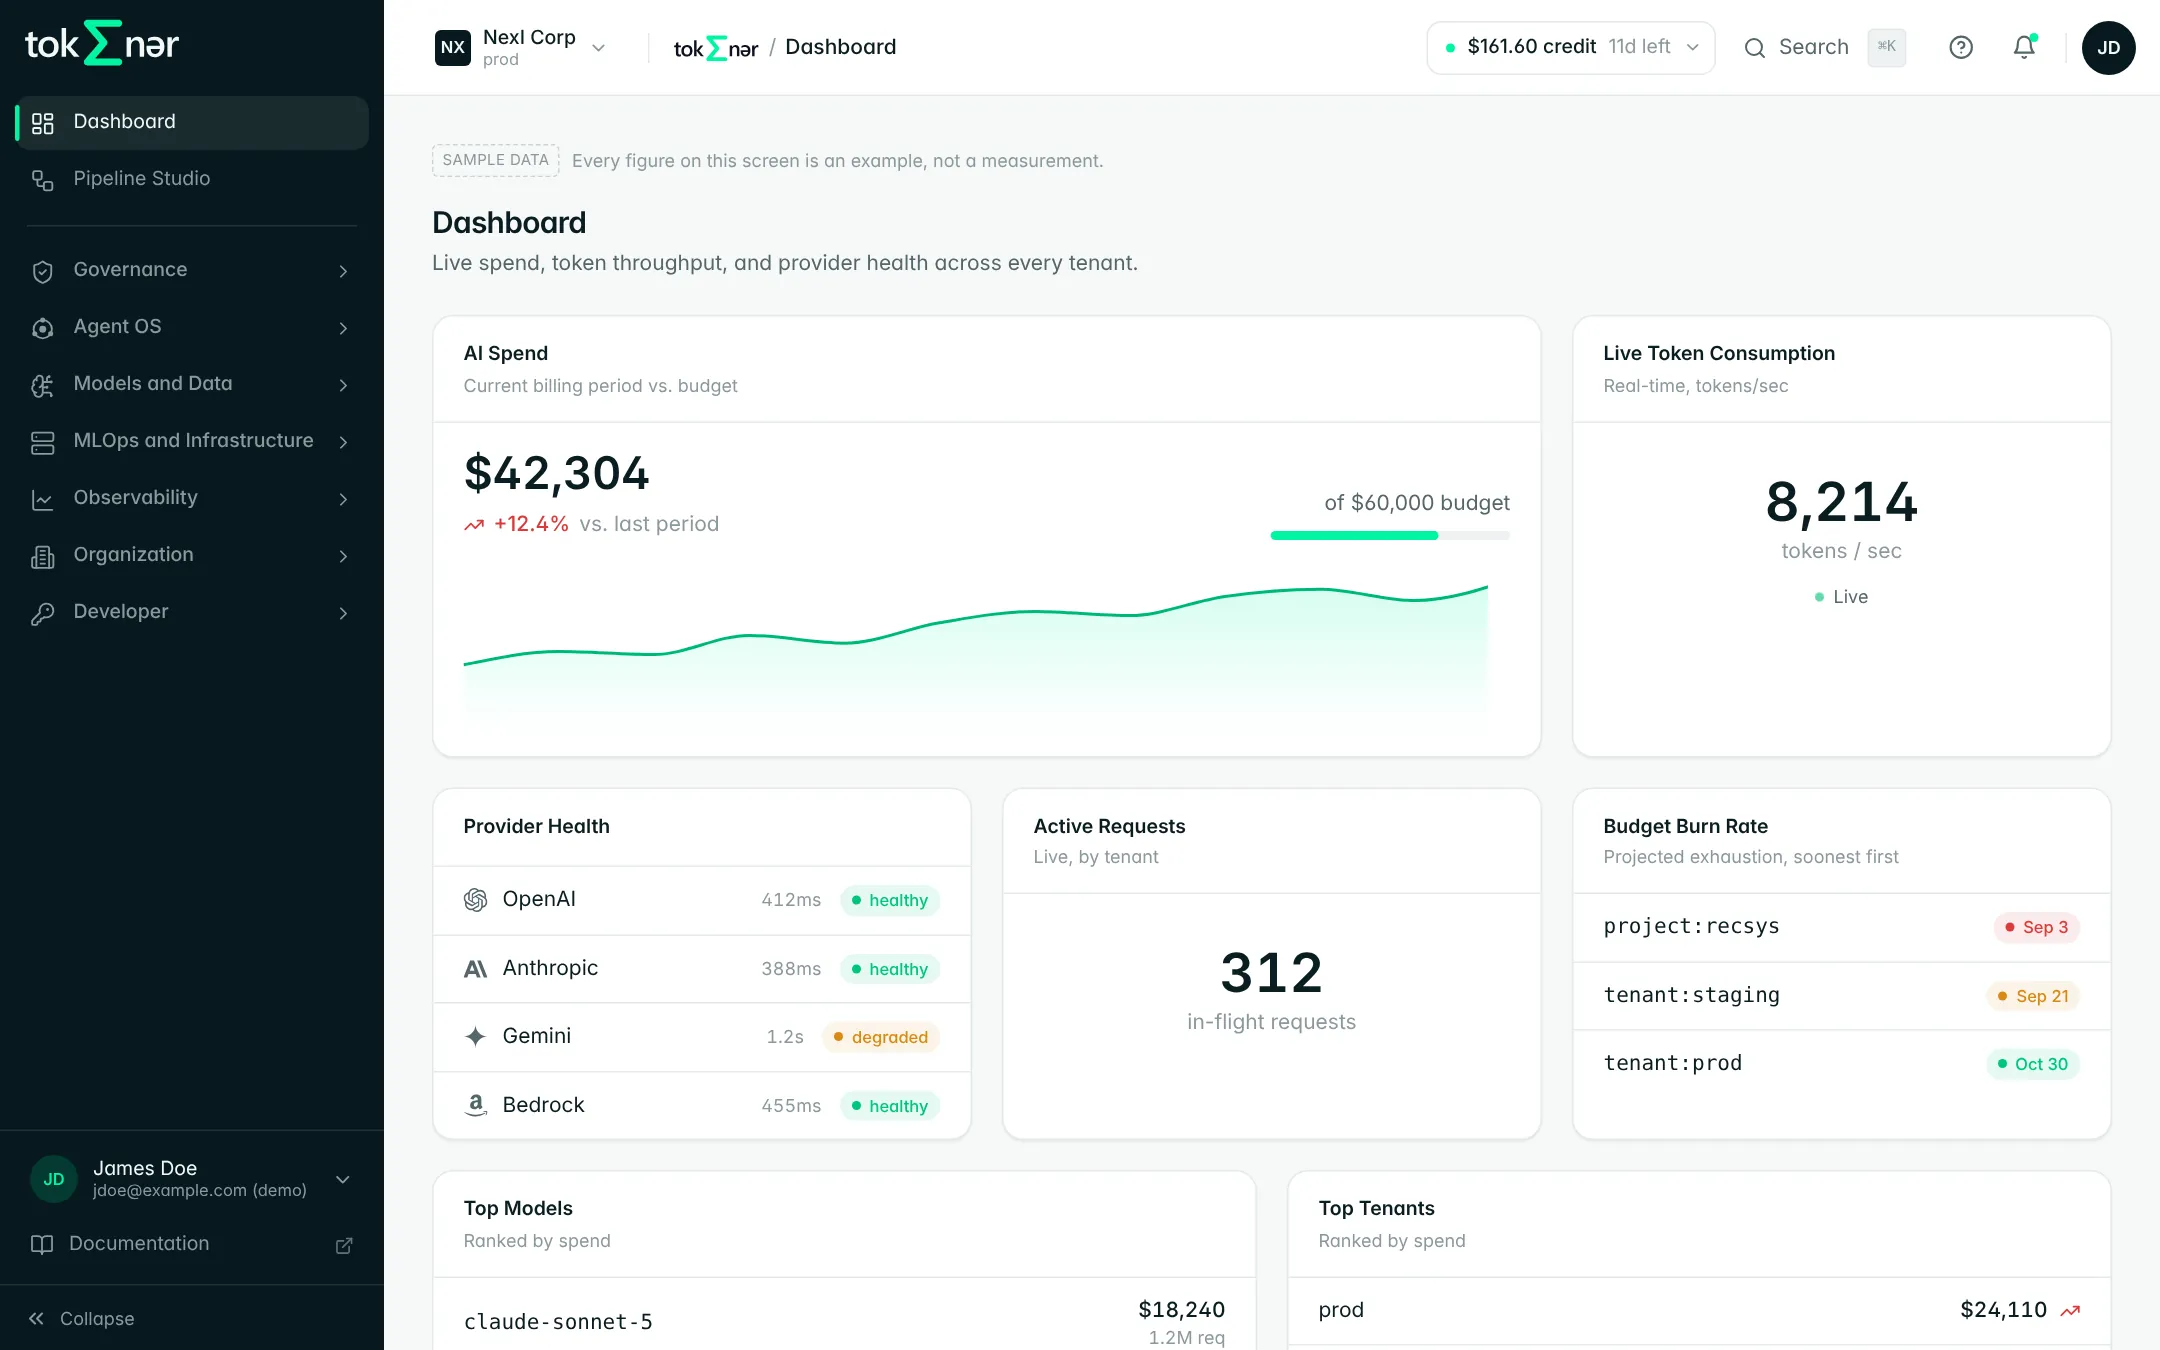 tokΣnər
Dashboard
Pipeline Studio
Governance
Agent OS
Models and Data
MLOps and Infrastructure
Observability
Organization
Developer
JD
James Doe
jdoe@example.com (demo)
Documentation
Collapse
NX
Nexl Corp
prod
tokΣnər / Dashboard
$161.60 credit 11d left
Search ⌘K
JD
SAMPLE DATA Every figure on this screen is an example, not a measurement.
Dashboard
Live spend, token throughput, and provider health across every tenant.
AI Spend
Current billing period vs. budget
$42,304
+12.4% vs. last period
of $60,000 budget
Live Token Consumption
Real-time, tokens/sec
8,214
tokens / sec
Live
Provider Health
OpenAI 412ms healthy
Anthropic 388ms healthy
Gemini 1.2s degraded
Bedrock 455ms healthy
Active Requests
Live, by tenant
312
in-flight requests
Budget Burn Rate
Projected exhaustion, soonest first
project:recsys Sep 3
tenant:staging Sep 21
tenant:prod Oct 30
Top Models
Ranked by spend
claude-sonnet-5 $18,240
1.2M req
Top Tenants
Ranked by spend
prod $24,110